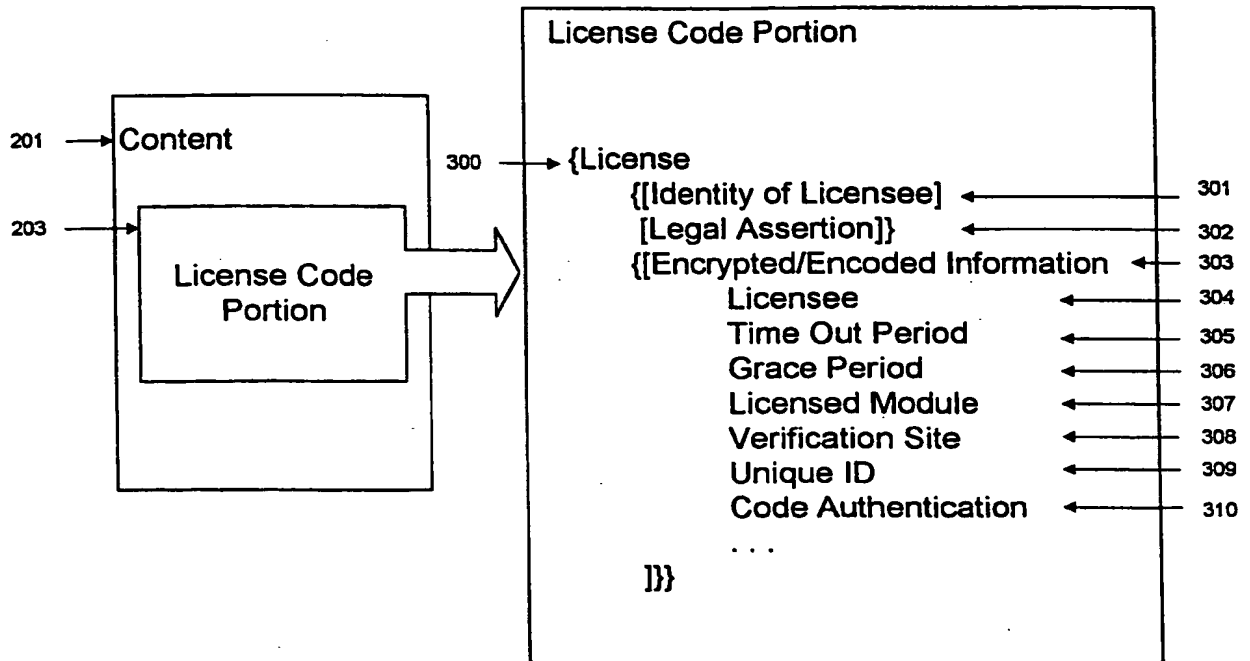 License Code Portion
201 Content
300 {License
{[Identity of Licensee] 301
203 [Legal Assertion]} 302
License Code
Portion
{[Encrypted/Encoded Information 303
Licensee 304
Time Out Period 305
Grace Period 306
Licensed Module 307
Verification Site 308
Unique ID 309
Code Authentication 310
. . .
]}}